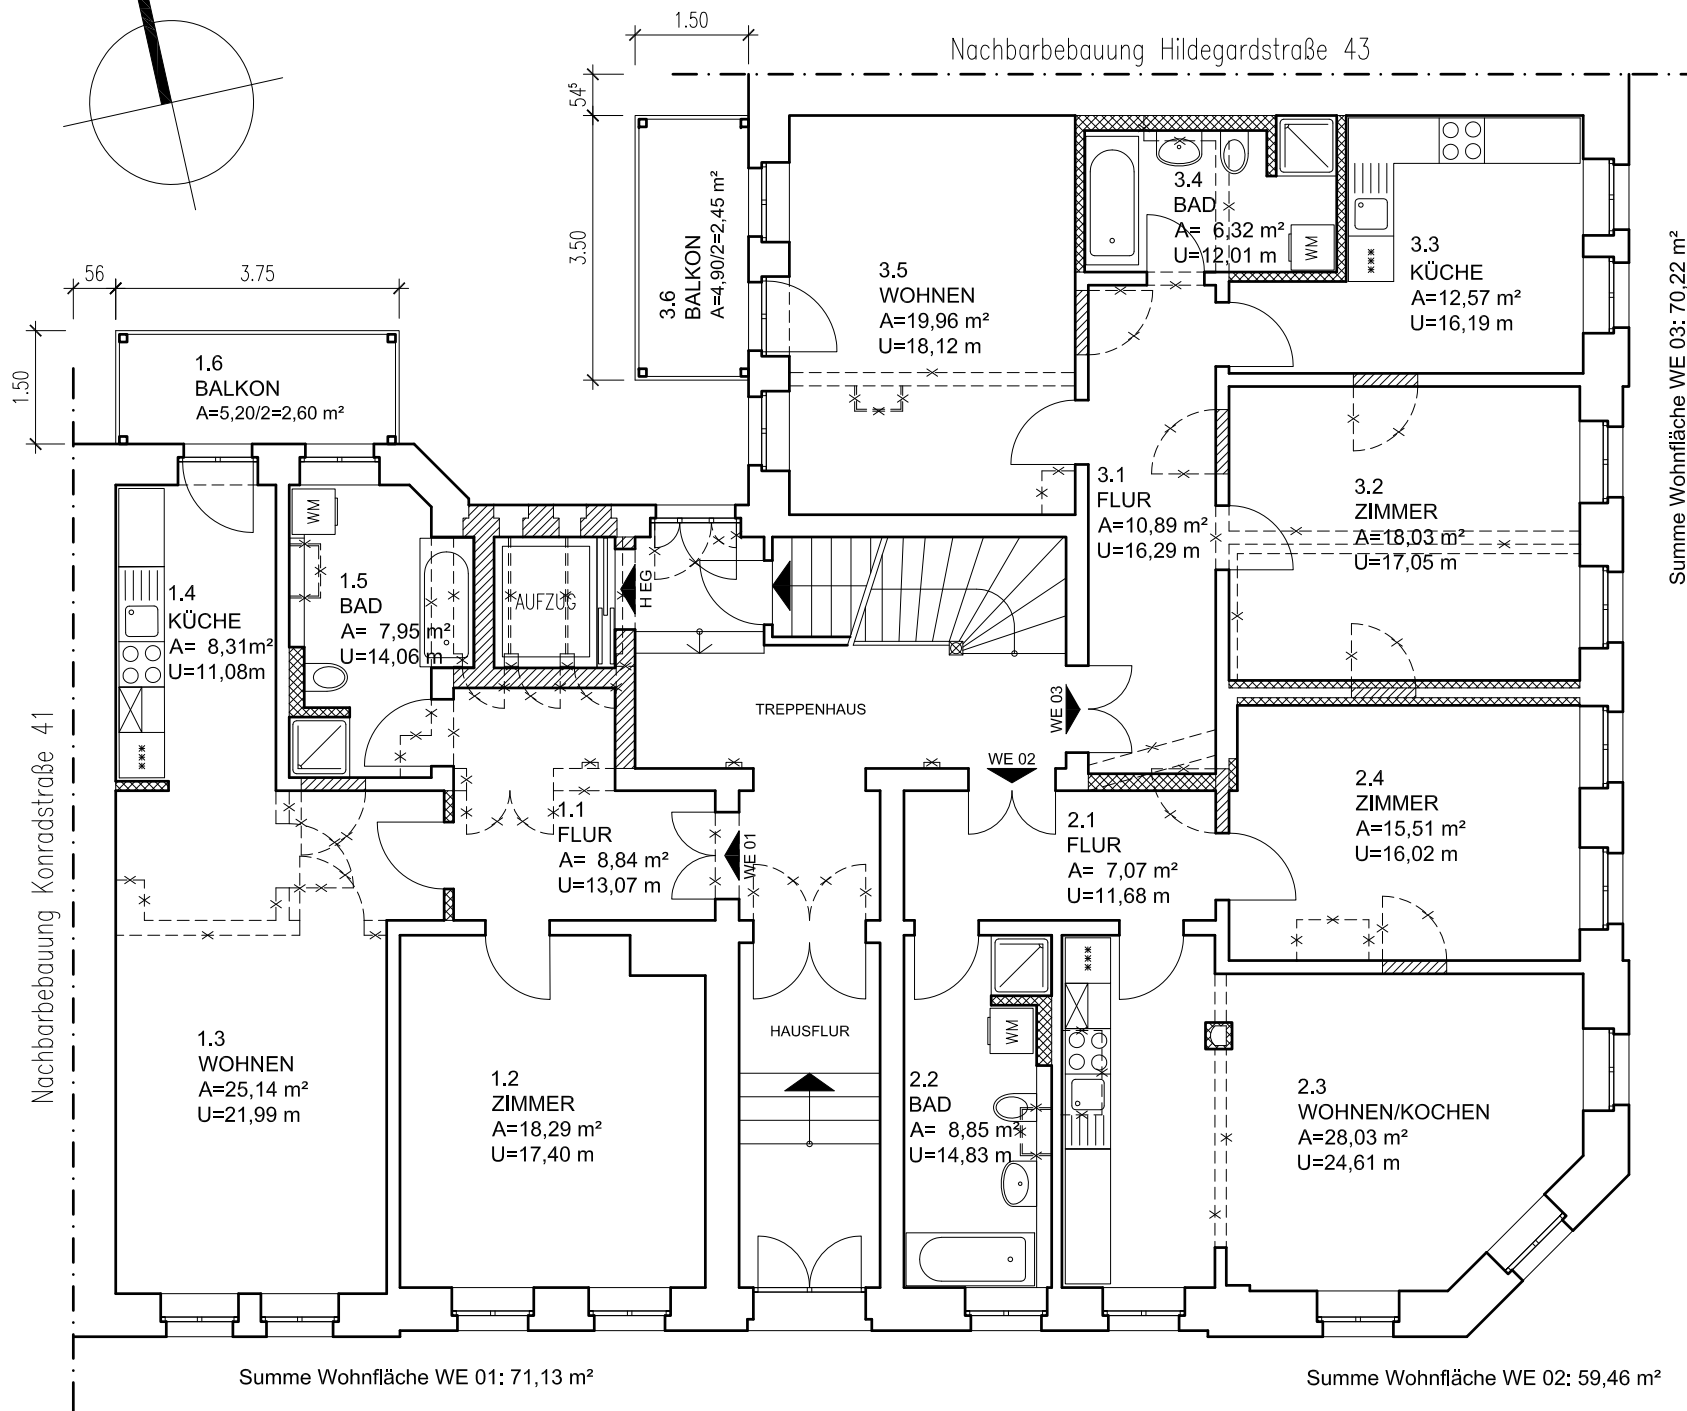 1.50
Nachbarbebauung Hildegardstraße 43
54⁵
3.50
3.6
BALKON
A=4,90/2=2,45 m²
3.5
WOHNEN
A=19,96 m²
U=18,12 m
3.4
BAD
A= 6,32 m²
U=12,01 m
WM
3.3
KÜCHE
A=12,57 m²
U=16,19 m
Summe Wohnfläche WE 03: 70,22 m²
56
3.75
1.50
1.6
BALKON
A=5,20/2=2,60 m²
3.1
FLUR
A=10,89 m²
U=16,29 m
3.2
ZIMMER
A=18,03 m²
U=17,05 m
WM
1.4
KÜCHE
A= 8,31m²
U=11,08m
1.5
BAD
A= 7,95 m²
U=14,06 m
AUFZUG
H EG
TREPPENHAUS
WE 03
WE 02
Nachbarbebauung Konradstraße 41
1.1
FLUR
A= 8,84 m²
U=13,07 m
WE 01
2.1
FLUR
A= 7,07 m²
U=11,68 m
2.4
ZIMMER
A=15,51 m²
U=16,02 m
1.3
WOHNEN
A=25,14 m²
U=21,99 m
1.2
ZIMMER
A=18,29 m²
U=17,40 m
HAUSFLUR
WM
2.2
BAD
A= 8,85 m²
U=14,83 m
2.3
WOHNEN/KOCHEN
A=28,03 m²
U=24,61 m
Summe Wohnfläche WE 01: 71,13 m²
Summe Wohnfläche WE 02: 59,46 m²